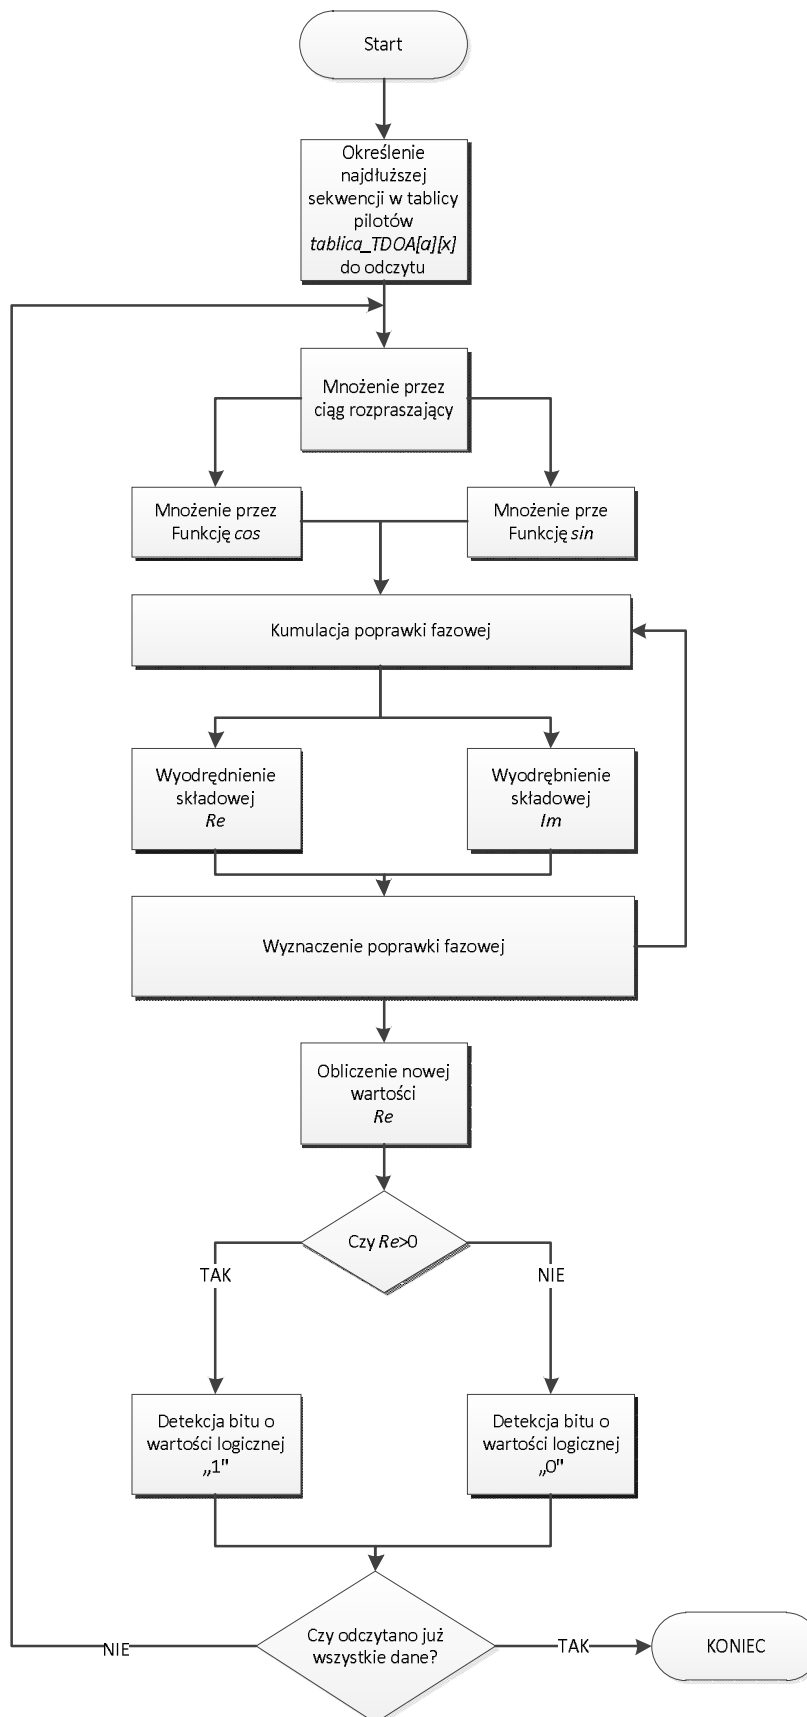 Start
Określenie
najdłuższej
sekwencji w tablicy
pilotów
tablica_TDOA[a][x]
do odczytu
Mnożenie przez
ciąg rozpraszający
Mnożenie przez
Funkcję cos
Mnożenie prze
Funkcję sin
Kumulacja poprawki fazowej
Wyodrędnienie
składowej
Re
Wyodrębnienie
składowej
Im
Wyznaczenie poprawki fazowej
Obliczenie nowej
wartości
Re
Czy Re>0
TAK
NIE
Detekcja bitu o
wartości logicznej
„1"
Detekcja bitu o
wartości logicznej
„0"
Czy odczytano już
wszystkie dane?
NIE
TAK
KONIEC